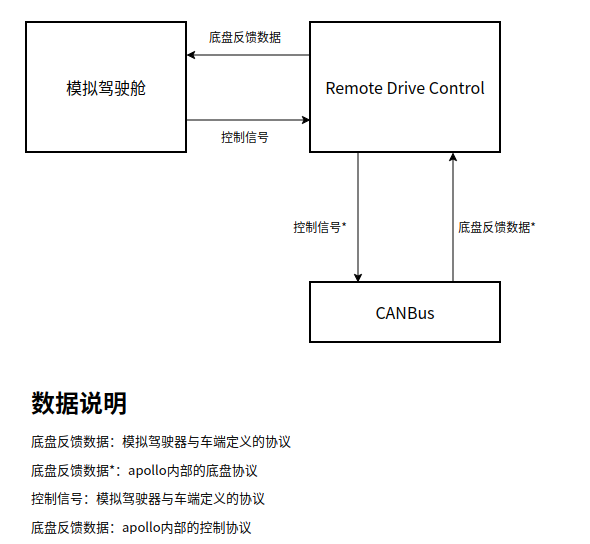 底盘反馈数据
模拟驾驶舱
Remote Drive Control
控制信号
控制信号*
底盘反馈数据*
CANBus
数据说明
底盘反馈数据：模拟驾驶器与车端定义的协议
底盘反馈数据*：apollo内部的底盘协议
控制信号：模拟驾驶器与车端定义的协议
底盘反馈数据：apollo内部的控制协议